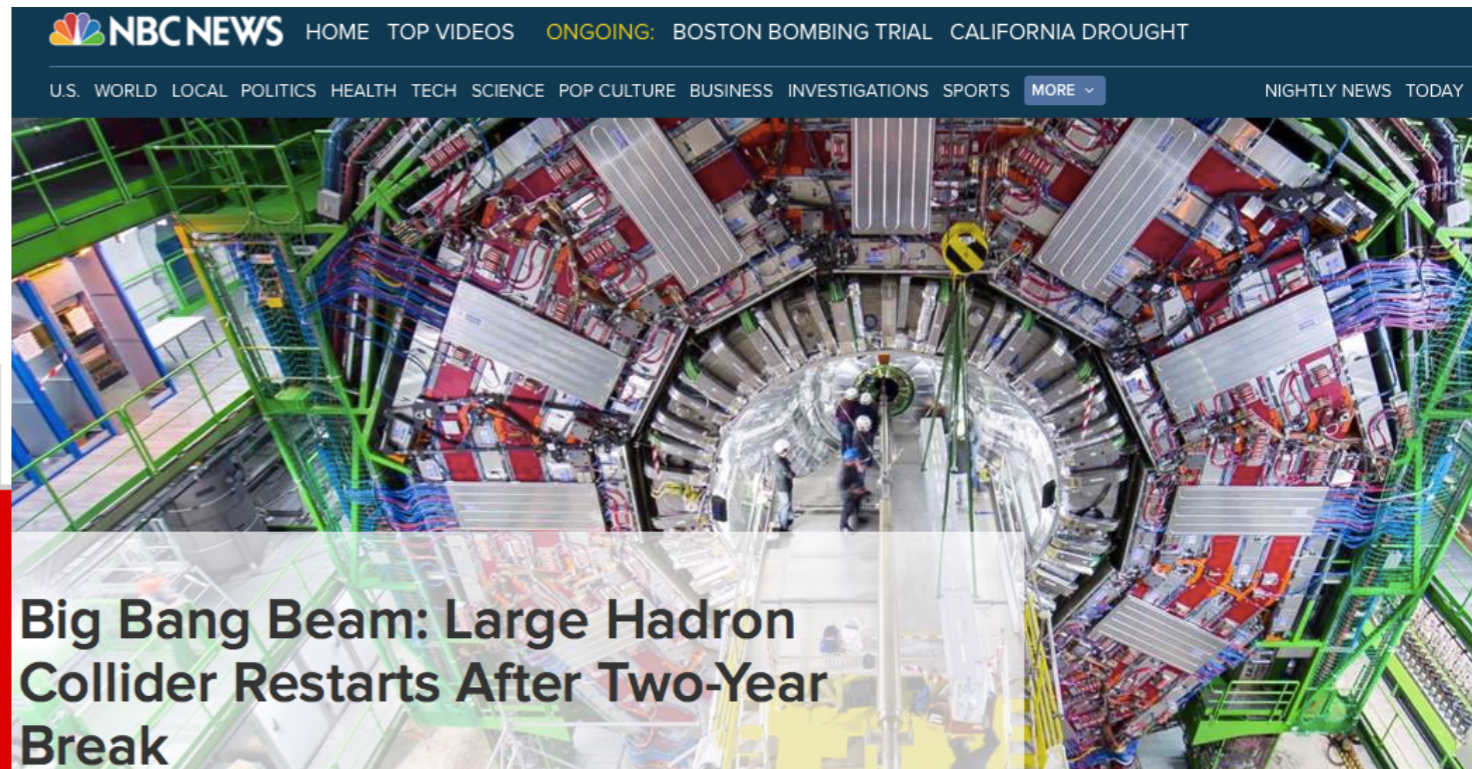 NBC NEWS HOME TOP VIDEOS ONGOING: BOSTON BOMBING TRIAL CALIFORNIA DROUGHT
U.S. WORLD LOCAL POLITICS HEALTH TECH SCIENCE POP CULTURE BUSINESS INVESTIGATIONS SPORTS MORE NIGHTLY NEWS TODAY
Big Bang Beam: Large Hadron
Collider Restarts After Two-Year
Break